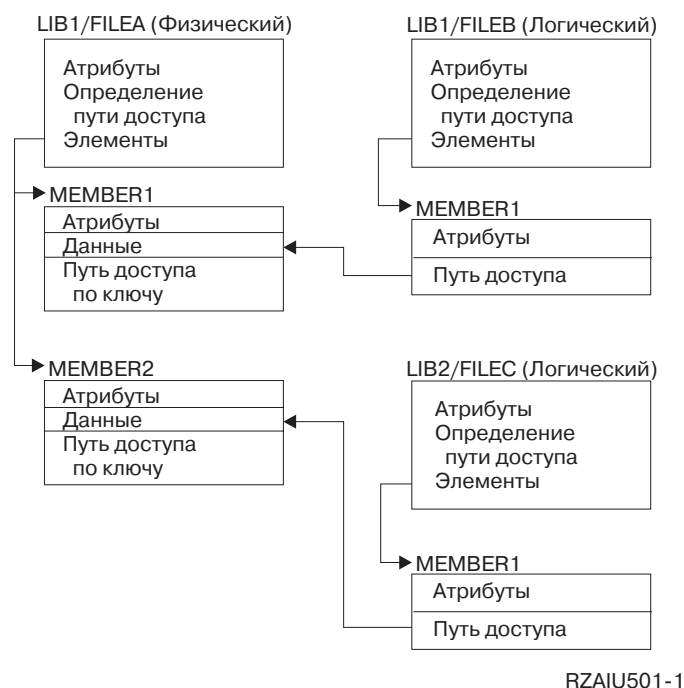 LIB1/FILEA (Физический)
Атрибуты
Определение
пути доступа
Элементы
MEMBER1
Атрибуты
Данные
Путь доступа
по ключу
MEMBER2
Атрибуты
Данные
Путь доступа
по ключу
LIB1/FILEB (Логический)
Атрибуты
Определение
пути доступа
Элементы
MEMBER1
Атрибуты
Путь доступа
LIB2/FILEC (Логический)
Атрибуты
Определение
пути доступа
Элементы
MEMBER1
Атрибуты
Путь доступа
RZAIU501-1